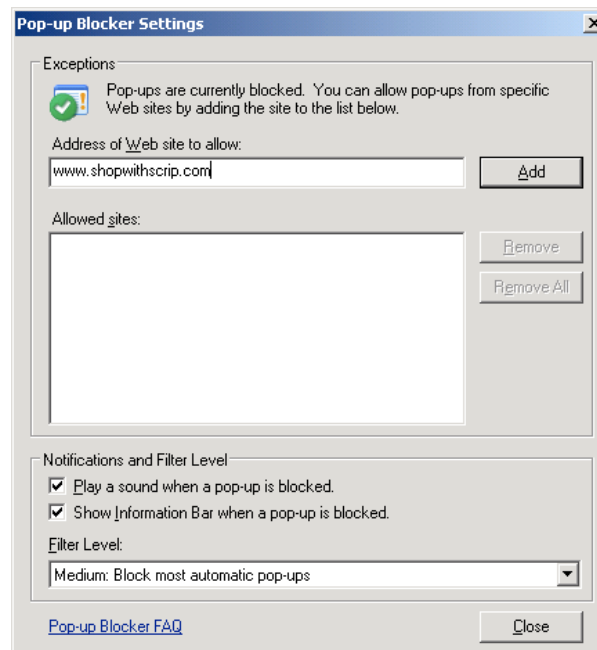 Pop-up Blocker Settings
Exceptions
Pop-ups are currently blocked. You can allow pop-ups from specific
Web sites by adding the site to the list below.
Address of Web site to allow:
www.shopwithscrip.com
Add
Allowed sites:
Remove
Remove All
Notifications and Filter Level
Play a sound when a pop-up is blocked.
Show Information Bar when a pop-up is blocked.
Filter Level:
Medium: Block most automatic pop-ups
Pop-up Blocker FAQ
Close